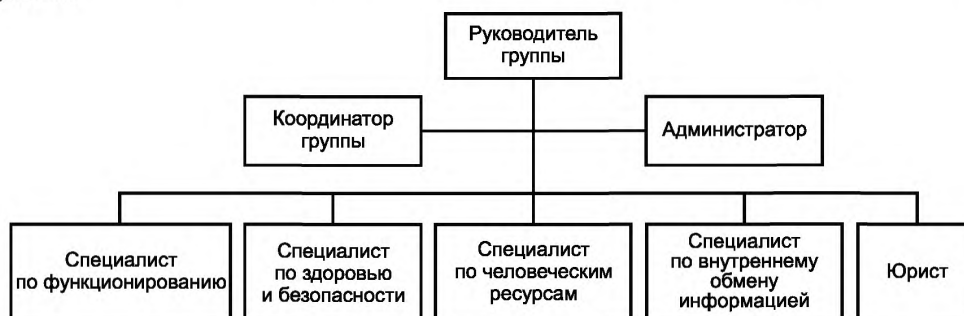 Руководитель
группы
Координатор
группы
Администратор
Специалист
по функционированию
Специалист
по здоровью
и безопасности
Специалист
по человеческим
ресурсам
Специалист
по внутреннему
обмену
информацией
Юрист